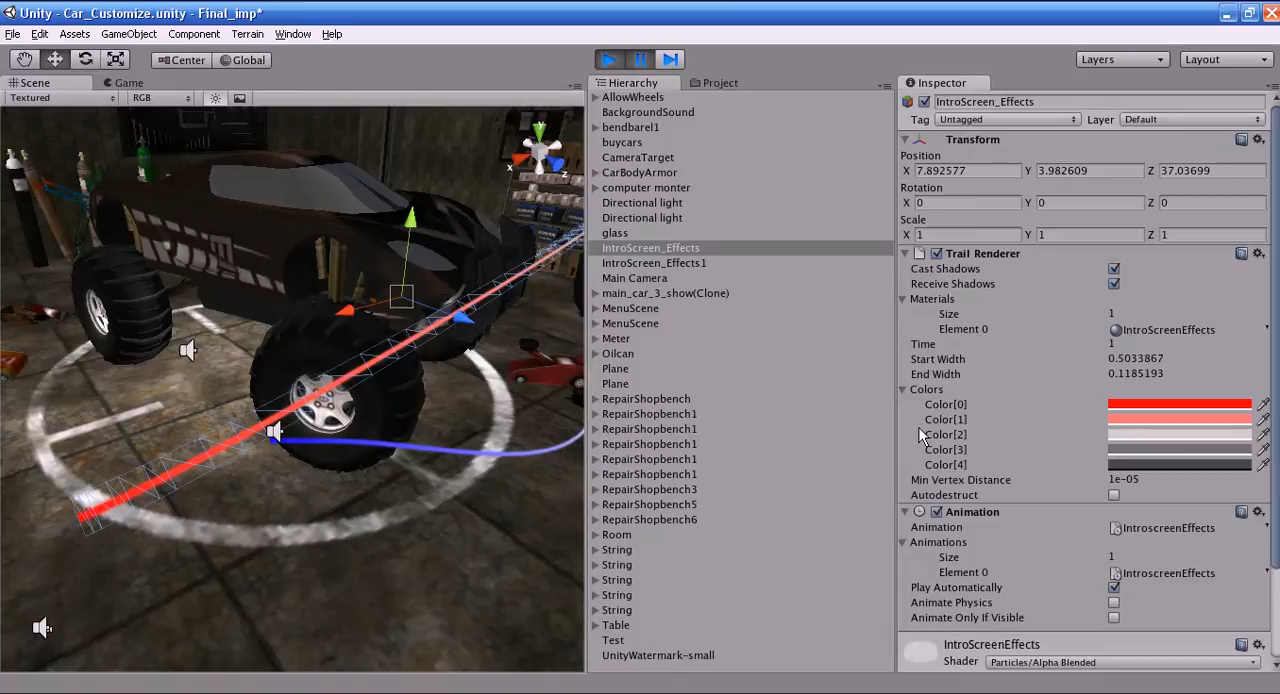 Unity - Car_Customize.unity - Final_imp*
File Edit Assets GameObject Component Terrain Window Help
Center Global Layers Layout
Scene Game
Textured RGB
Hierarchy Project
AllowWheels
BackgroundSound
bendbarel1
buycars
CameraTarget
CarBodyArmor
computer monter
Directional light
Directional light
glass
IntroScreen_Effects
IntroScreen_Effects1
Main Camera
main_car_3_show(Clone)
MenuScene
MenuScene
Meter
Oilcan
Plane
Plane
RepairShopbench
RepairShopbench1
RepairShopbench1
RepairShopbench1
RepairShopbench1
RepairShopbench1
RepairShopbench3
RepairShopbench5
RepairShopbench6
Room
String
String
String
String
String
Table
Test
UnityWatermark-small
Inspector
IntroScreen_Effects
Tag Untagged Layer Default
Transform
Position
X 7.892577 Y 3.982609 Z 37.03699
Rotation
X 0 Y 0 Z 0
Scale
X 1 Y 1 Z 1
Trail Renderer
Cast Shadows
Receive Shadows
Materials
Size 1
Element 0 IntroScreenEffects
Time 1
Start Width 0.5033867
End Width 0.1185193
Colors
Color[0]
Color[1]
Color[2]
Color[3]
Color[4]
Min Vertex Distance 1e-05
Autodestruct
Animation
Animation IntroscreenEffects
Animations
Size 1
Element 0 IntroscreenEffects
Play Automatically
Animate Physics
Animate Only If Visible
IntroScreenEffects
Shader Particles/Alpha Blended
y
x
z